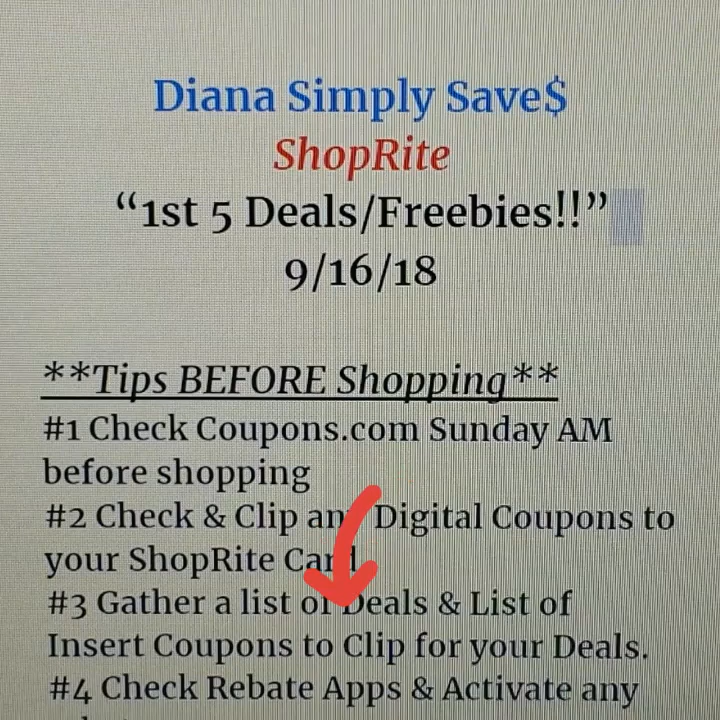 Diana Simply Save$
ShopRite
“1st 5 Deals/Freebies!!”
9/16/18
**Tips BEFORE Shopping**
#1 Check Coupons.com Sunday AM
before shopping
#2 Check & Clip any Digital Coupons to
your ShopRite Card
#3 Gather a list of Deals & List of
Insert Coupons to Clip for your Deals.
#4 Check Rebate Apps & Activate any